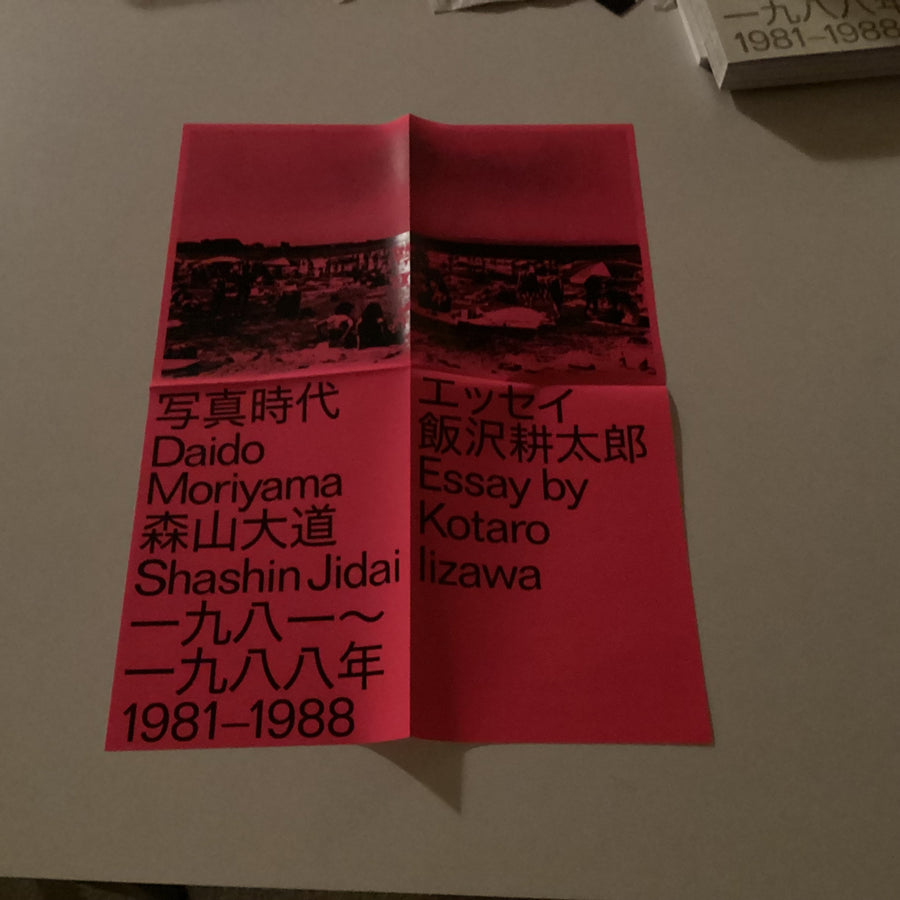 一九八八年
1981–1988
写真時代
Daido
Moriyama
森山大道
Shashin Jidai
一九八一〜
一九八八年
1981–1988
エッセイ
飯沢耕太郎
Essay by
Kotaro
Iizawa